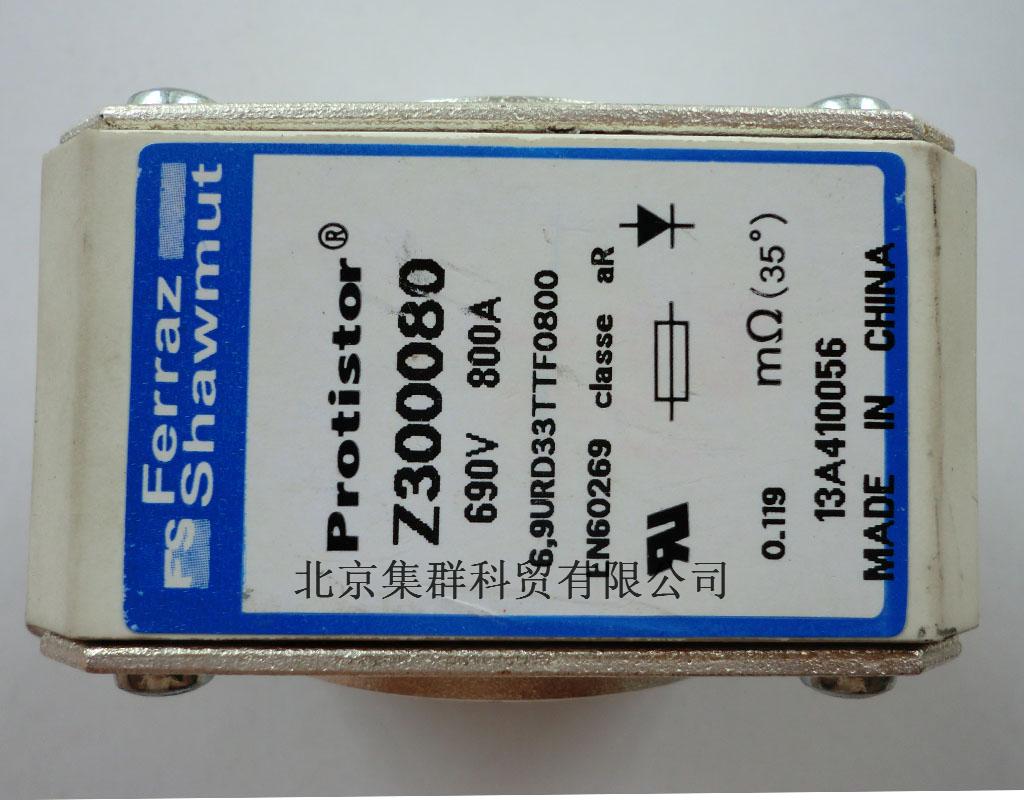 FS Ferraz
Shawmut
Protistor®
Z300080
690V 800A
6,9URD33TTF0800
EN60269 classe aR
0.119 mΩ (35°)
13A410056
MADE IN CHINA
北京集群科贸有限公司